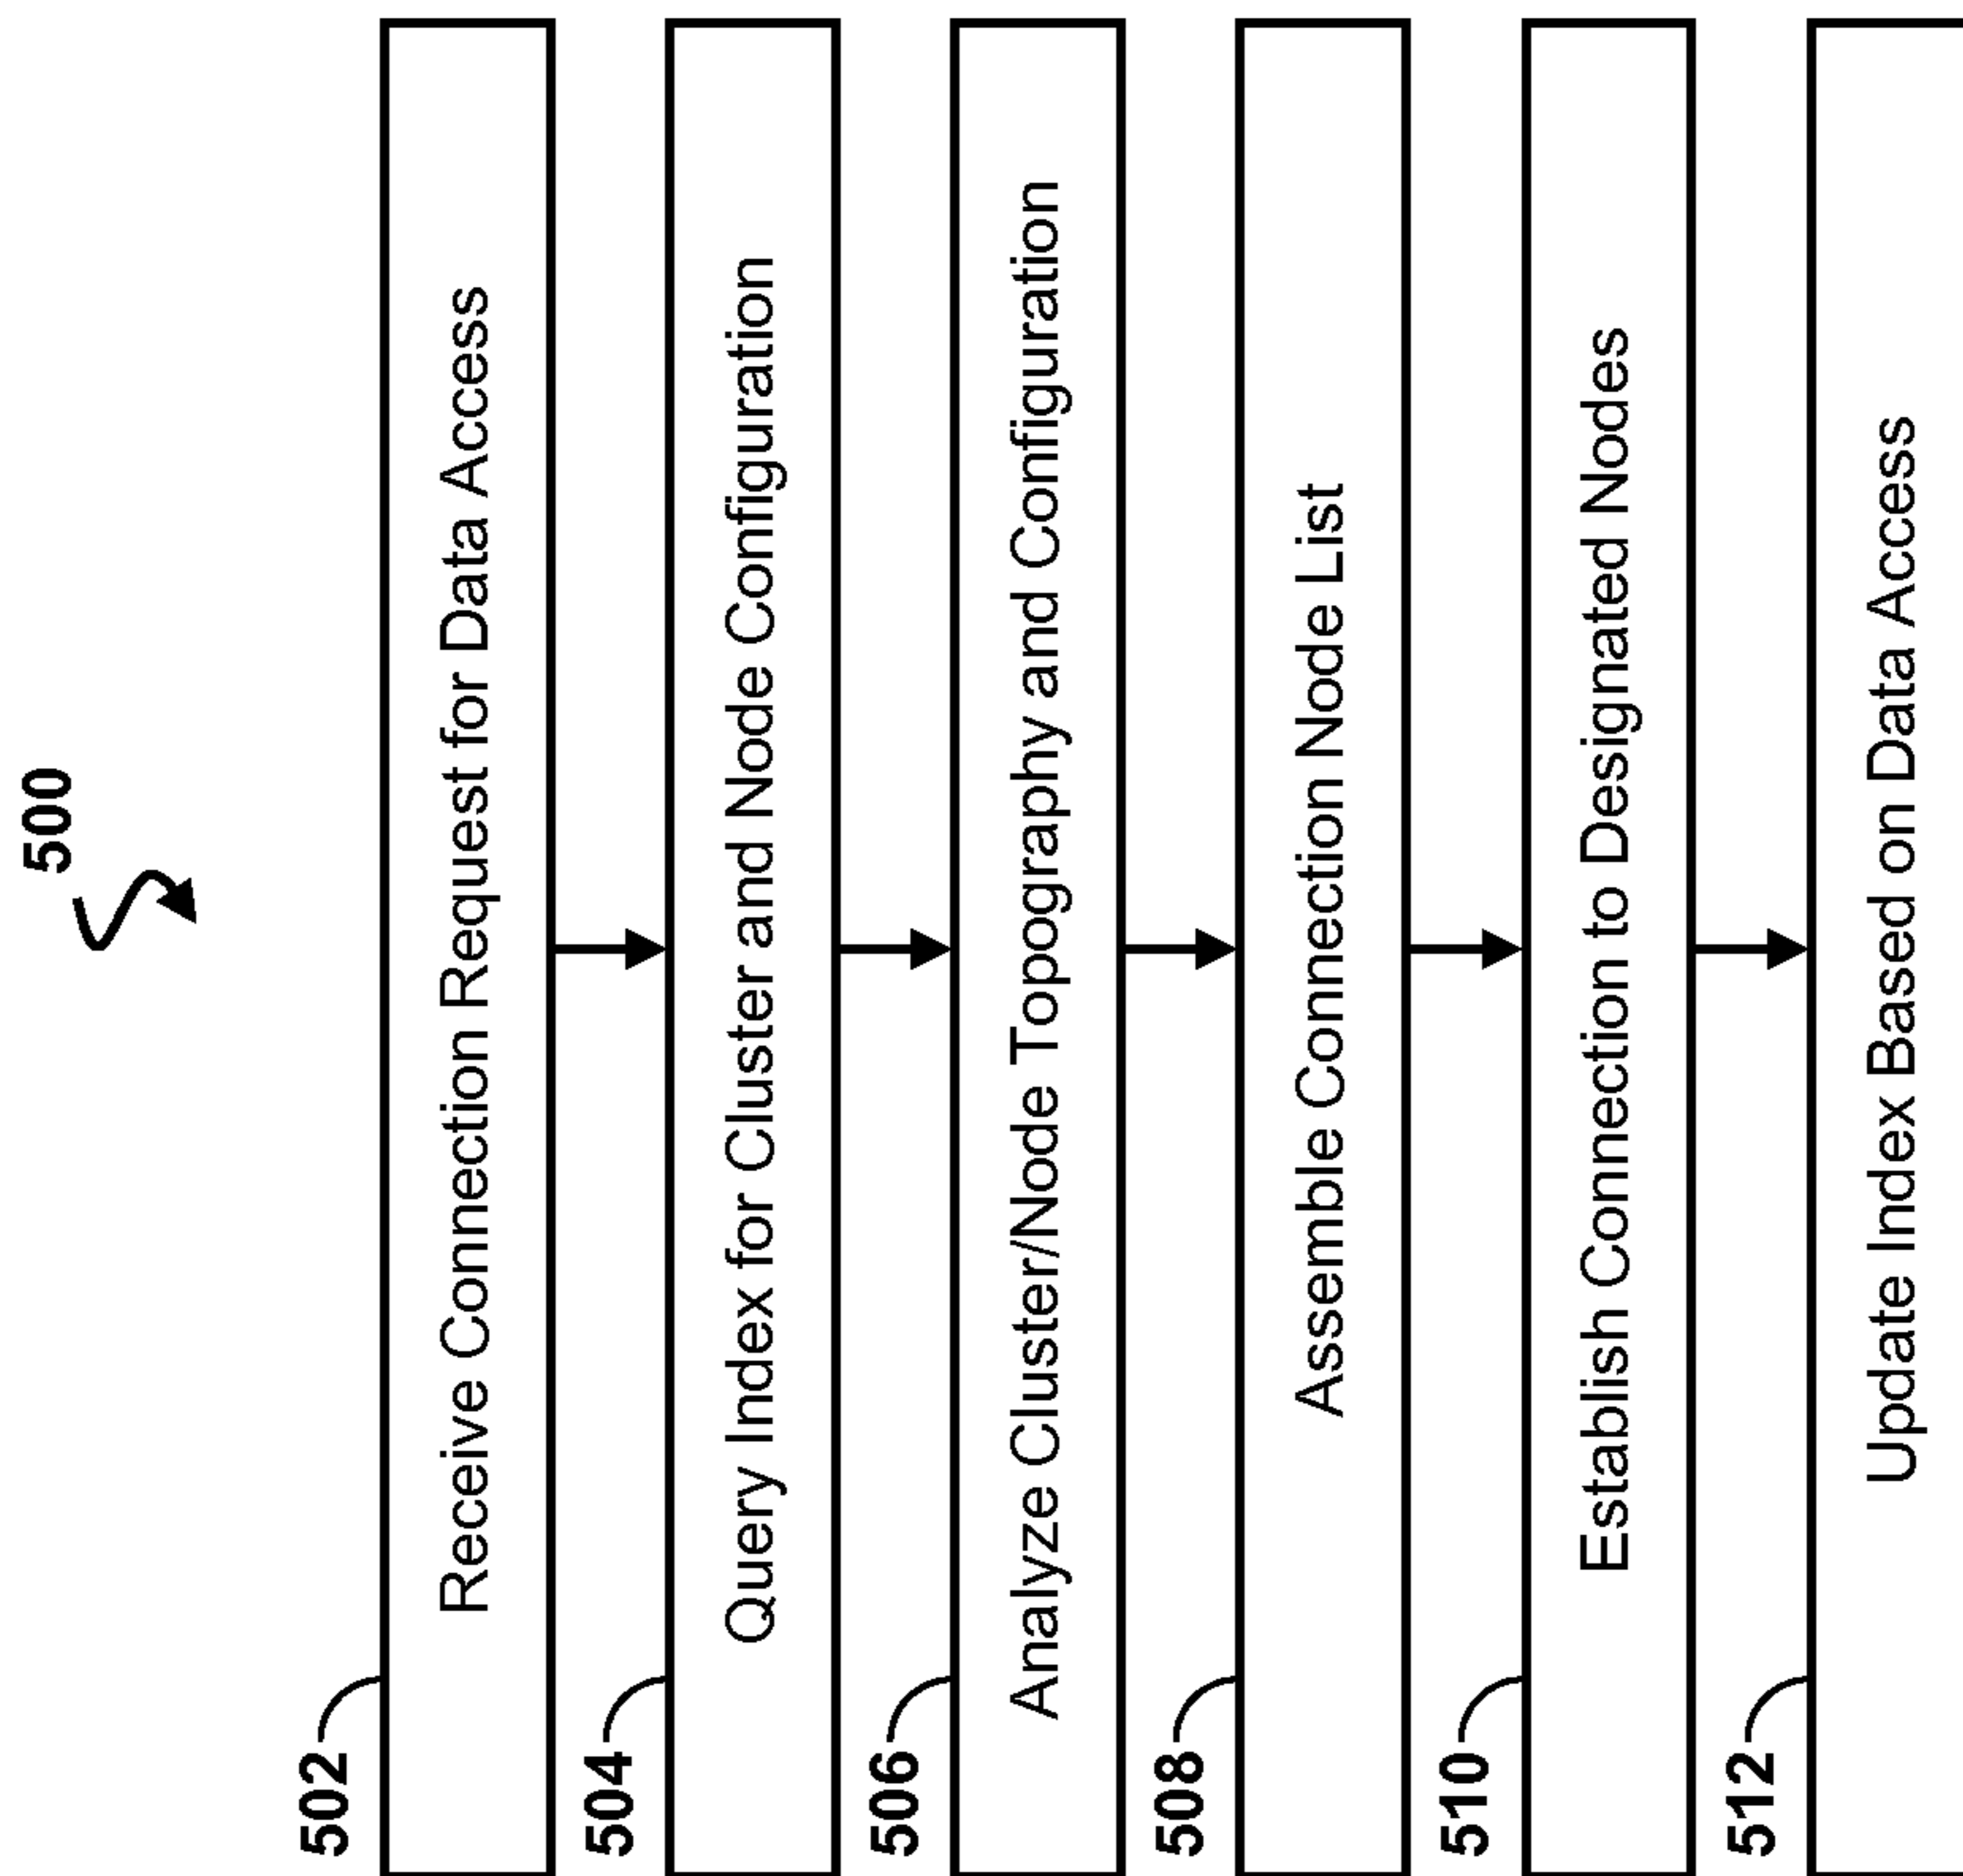 500
502
Receive Connection Request for Data Access
504
Query Index for Cluster and Node Configuration
506
Analyze Cluster/Node Topography and Configuration
508
Assemble Connection Node List
510
Establish Connection to Designated Nodes
512
Update Index Based on Data Access